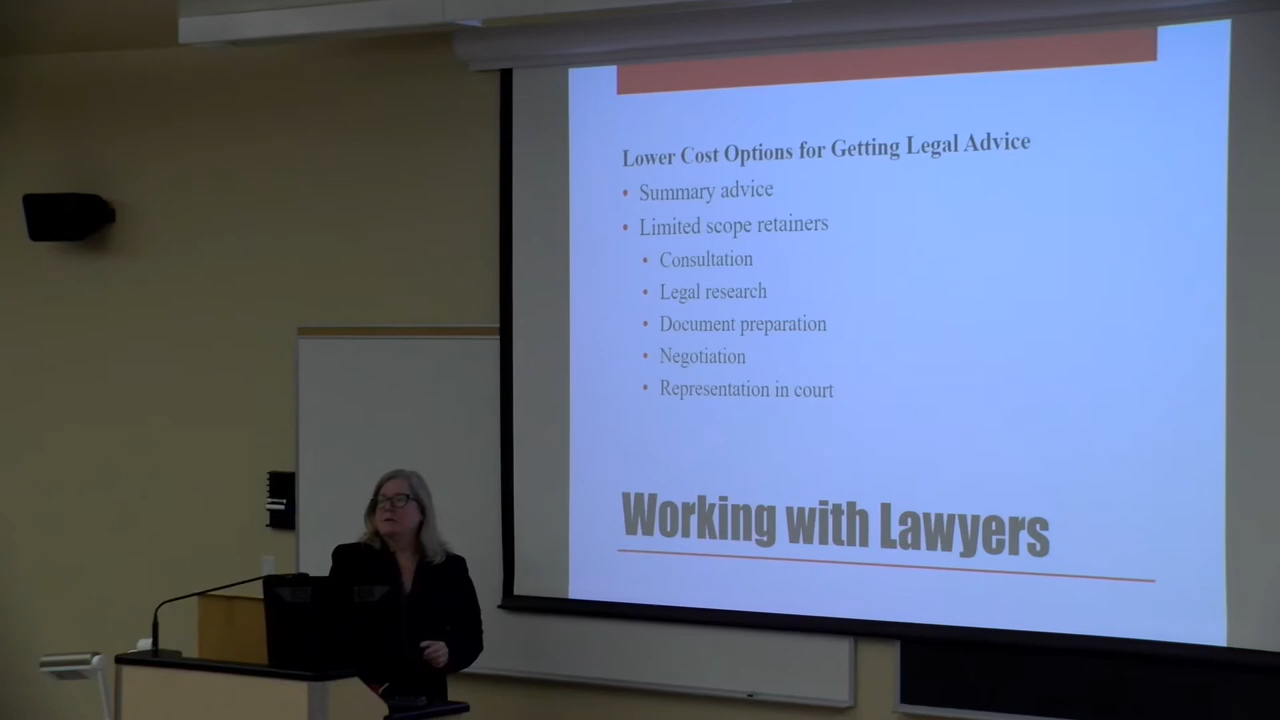 Lower Cost Options for Getting Legal Advice
• Summary advice
• Limited scope retainers
• Consultation
• Legal research
• Document preparation
• Negotiation
• Representation in court
Working with Lawyers